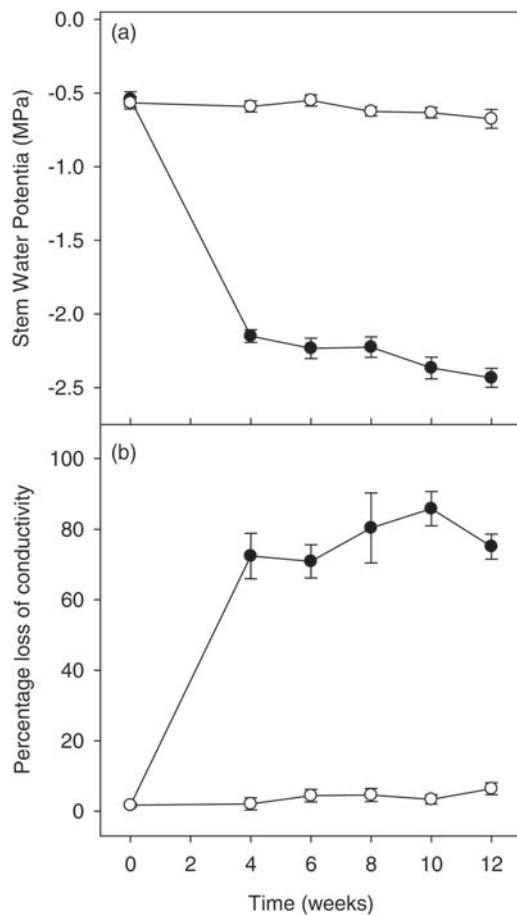 (a)
0.0
-0.5
-1.0
-1.5
-2.0
-2.5
Stem Water Potentia (MPa)
(b)
100
80
60
40
20
0
Percentage loss of conductivity
0 2 4 6 8 10 12
Time (weeks)